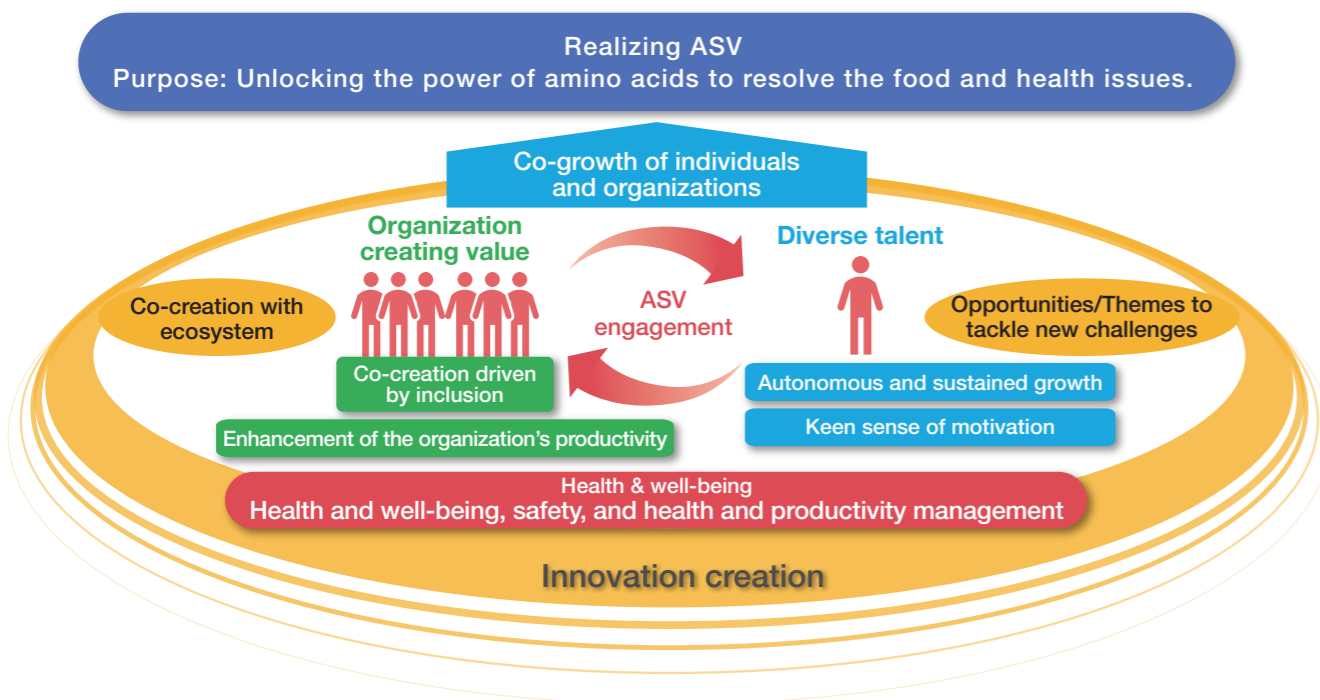 Realizing ASV
Purpose: Unlocking the power of amino acids to resolve the food and health issues.
Co-growth of individuals
and organizations
Organization
creating value
Diverse talent
Co-creation with
ecosystem
ASV
engagement
Opportunities/Themes to
tackle new challenges
Co-creation driven
by inclusion
Autonomous and sustained growth
Enhancement of the organization's productivity
Keen sense of motivation
Health & well-being
Health and well-being, safety, and health and productivity management
Innovation creation